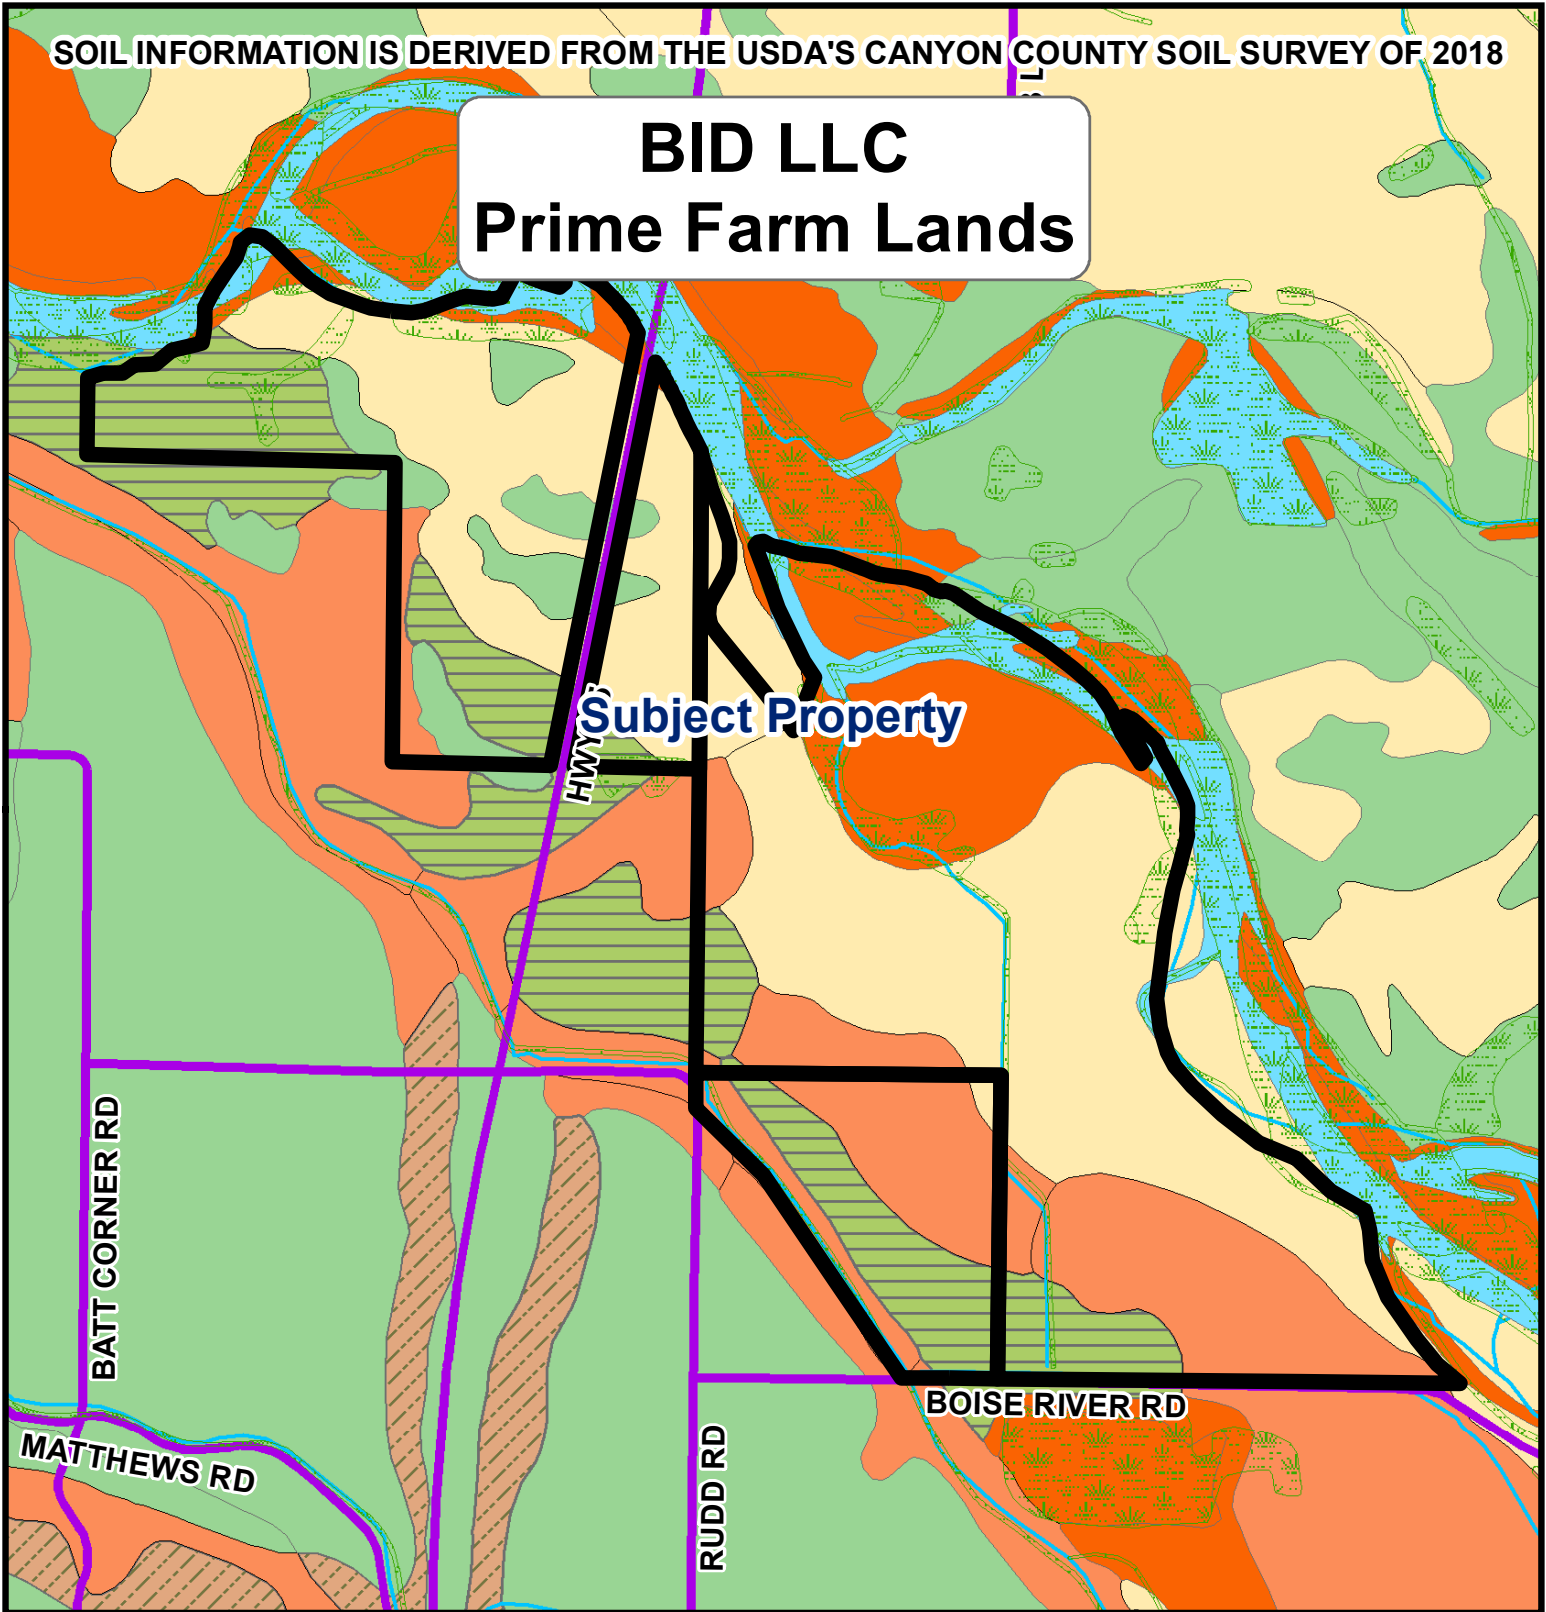 SOIL INFORMATION IS DERIVED FROM THE USDA'S CANYON COUNTY SOIL SURVEY OF 2018
BID LLC
Prime Farm Lands
Subject Property
BATT CORNER RD
BOISE RIVER RD
MATTHEWS RD
RUDD RD